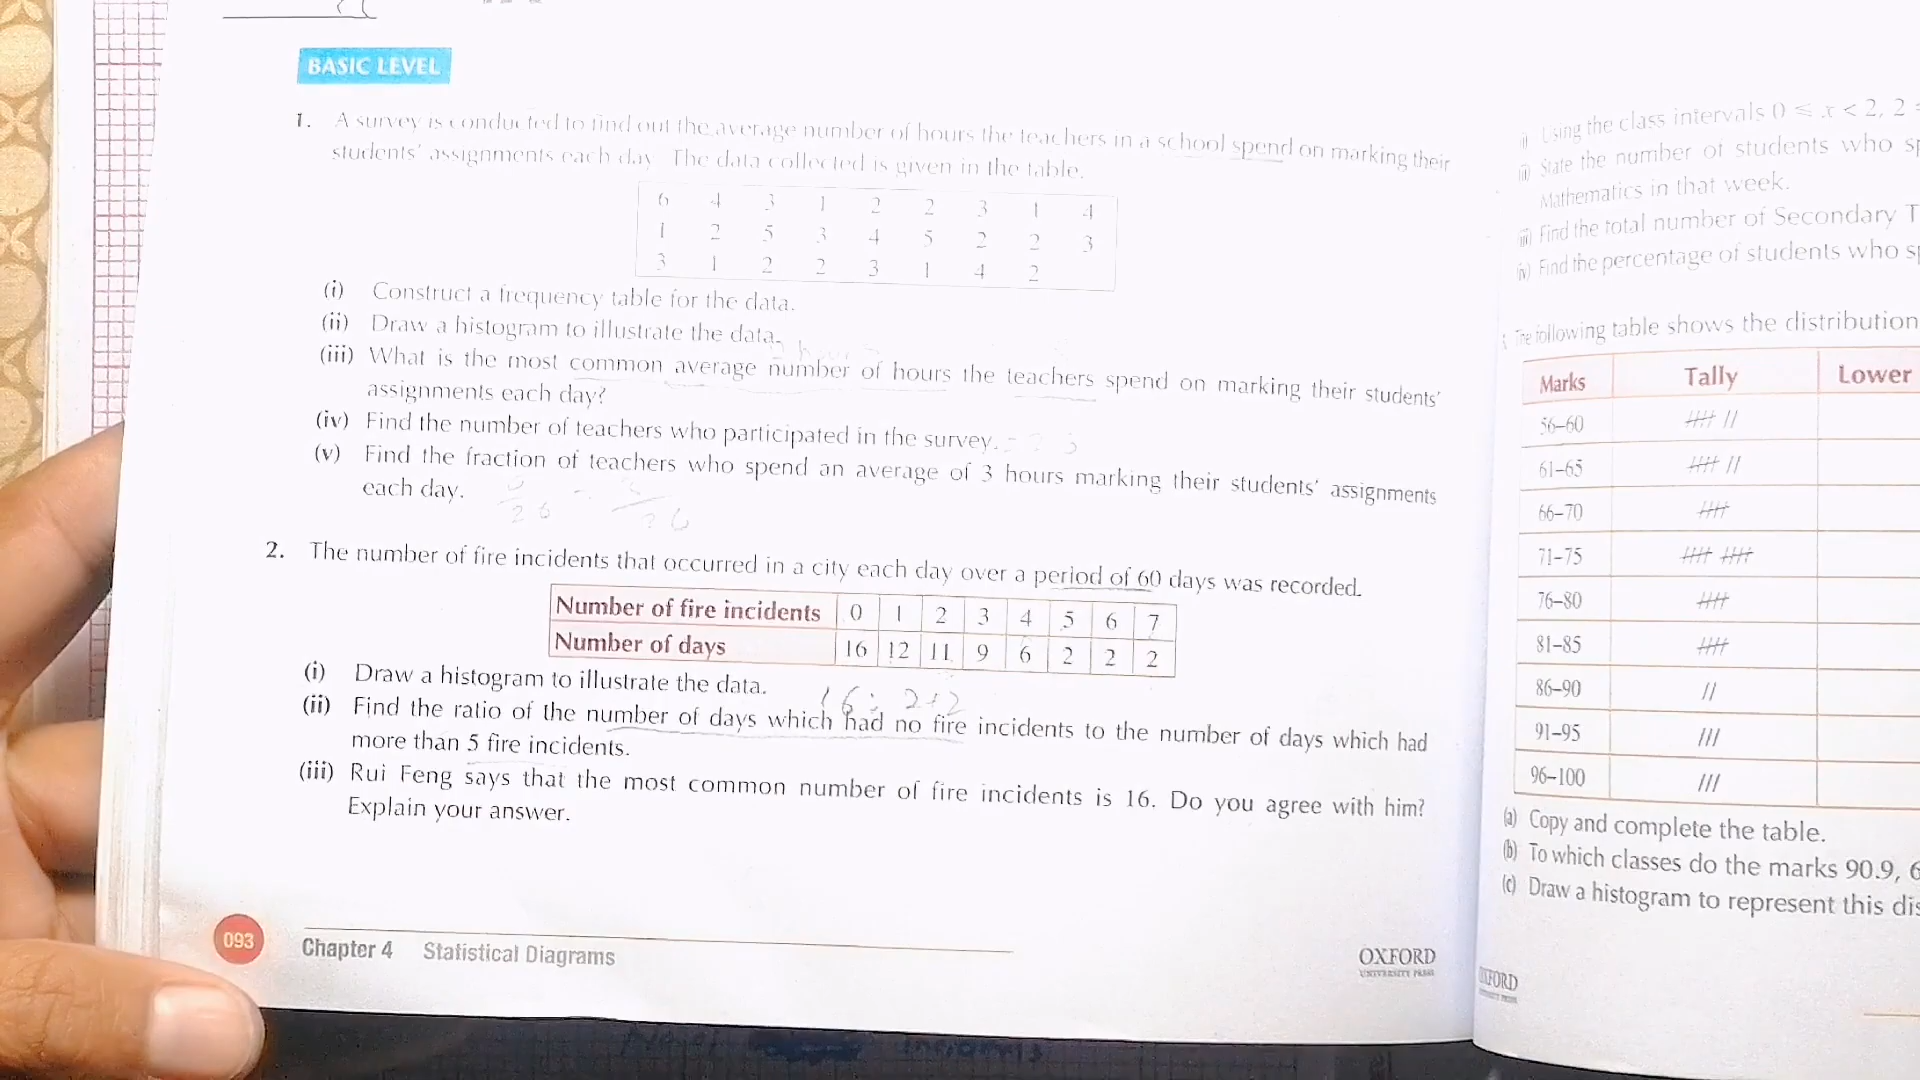 BASIC LEVEL
1. A survey is conducted to find out the average number of hours the teachers in a school spend on marking their
students' assignments each day. The data collected is given in the table.
6 4 3 1 2 2 3 1 4
1 2 5 3 4 5 2 2 3
3 1 2 2 3 1 4 2
(i) Construct a frequency table for the data.
(ii) Draw a histogram to illustrate the data.
(iii) What is the most common average number of hours the teachers spend on marking their students'
assignments each day?
(iv) Find the number of teachers who participated in the survey.
(v) Find the fraction of teachers who spend an average of 3 hours marking their students' assignments
each day.
2. The number of fire incidents that occurred in a city each day over a period of 60 days was recorded.
Number of fire incidents 0 1 2 3 4 5 6 7
Number of days 16 12 11 9 6 2 2 2
(i) Draw a histogram to illustrate the data.
16 : 2+2
(ii) Find the ratio of the number of days which had no fire incidents to the number of days which had
more than 5 fire incidents.
(iii) Rui Feng says that the most common number of fire incidents is 16. Do you agree with him?
Explain your answer.
093 Chapter 4 Statistical Diagrams
OXFORD
UNIVERSITY PRESS
Using the class intervals 0 ≤ x < 2, 2
(ii) State the number of students who
Mathematics in that week.
(iii) Find the total number of Secondary
(iv) Find the percentage of students who
The following table shows the distribution
Marks Tally Lower
56–60 //// //
61–65 //// //
66–70 ////
71–75 //// ////
76–80 ////
81–85 ////
86–90 //
91–95 ///
96–100 ///
(a) Copy and complete the table.
(b) To which classes do the marks 90.9,
(c) Draw a histogram to represent this
OXFORD